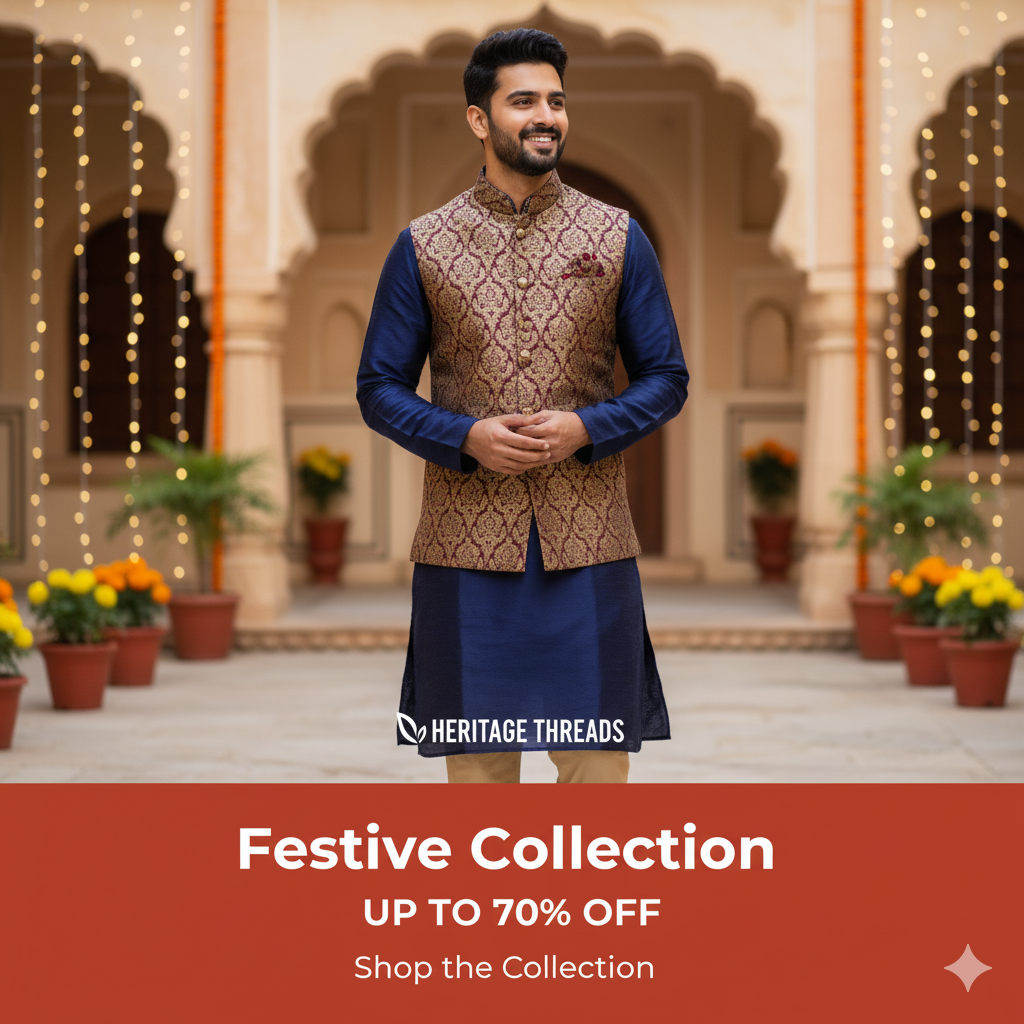 HERITAGE THREADS
Festive Collection
UP TO 70% OFF
Shop the Collection